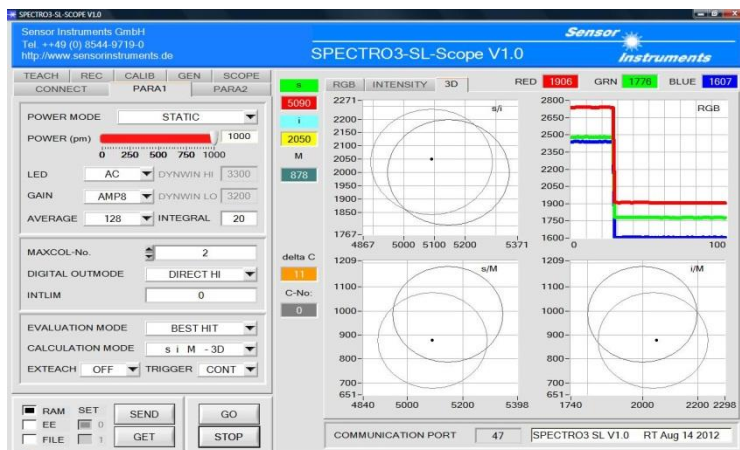 SPECTRO3-SL-SCOPE V1.0
Sensor Instruments GmbH
Tel. ++49 (0) 8544-9719-0
http://www.sensorinstruments.de
SPECTRO3-SL-Scope V1.0
Sensor
Instruments
TEACH REC CALIB GEN SCOPE
CONNECT PARA1 PARA2
POWER MODE STATIC
POWER (pm) 1000
0 250 500 750 1000
LED AC DYNWIN HI 3300
GAIN AMP8 DYNWIN LO 3200
AVERAGE 128 INTEGRAL 20
MAXCOL-No. 2
DIGITAL OUTMODE DIRECT HI
INTLIM 0
EVALUATION MODE BEST HIT
CALCULATION MODE s i M - 3D
EXTEACH OFF TRIGGER CONT
RAM SET SEND GO
EE 0
FILE 1 GET STOP
s
5090
i
2050
M
878
delta C
11
C-No:
0
RGB INTENSITY 3D RED 1906 GRN 1776 BLUE 1607
s/i
2271
2200
2150
2100
2050
2000
1950
1900
1850
1767
4867 5000 5100 5200 5371
RGB
2800
2650
2500
2350
2200
2050
1900
1750
1600
0 100
s/M
1209
1100
1000
900
800
700
651
4840 5000 5200 5398
i/M
1209
1100
1000
900
800
700
651
1740 2000 2200 2298
COMMUNICATION PORT 47 SPECTRO3 SL V1.0 RT Aug 14 2012